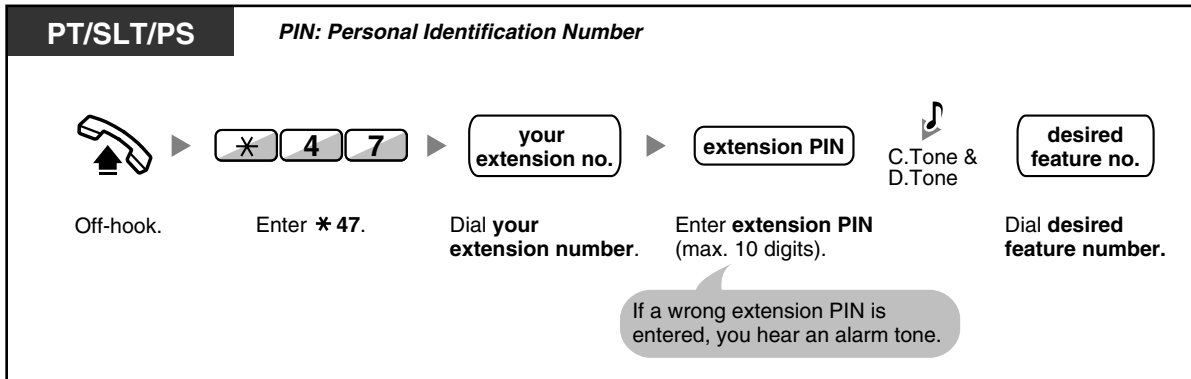 PT/SLT/PS
PIN: Personal Identification Number
* 4 7
your
extension no.
extension PIN
C.Tone &
D.Tone
desired
feature no.
Off-hook.
Enter * 47.
Dial your
extension number.
Enter extension PIN
(max. 10 digits).
Dial desired
feature number.
If a wrong extension PIN is
entered, you hear an alarm tone.